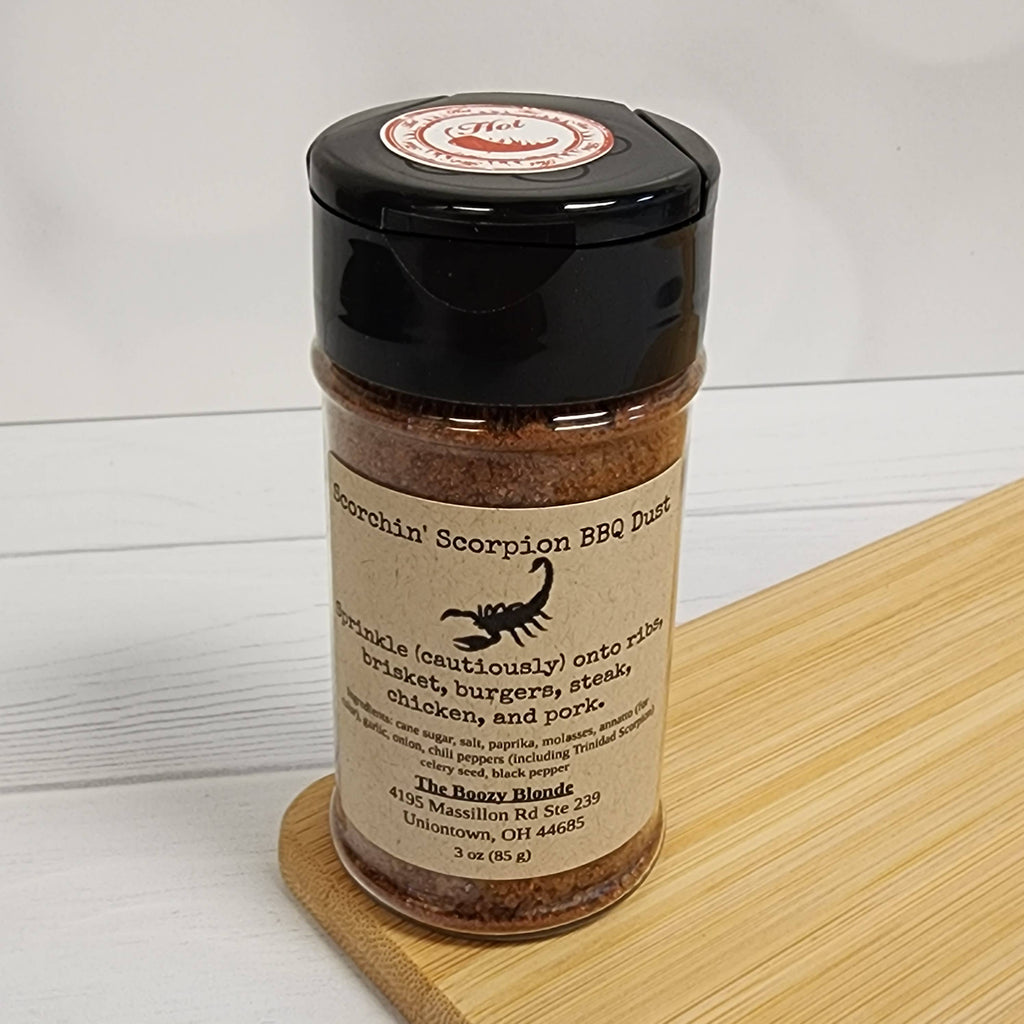 Hot
Scorchin' Scorpion BBQ Dust
Sprinkle (cautiously) onto ribs,
brisket, burgers, steak,
chicken, and pork.
Ingredients: cane sugar, salt, paprika, molasses, annatto (for
color), garlic, onion, chili peppers (including Trinidad Scorpion)
celery seed, black pepper
The Boozy Blonde
4195 Massillon Rd Ste 239
Uniontown, OH 44685
3 oz (85 g)